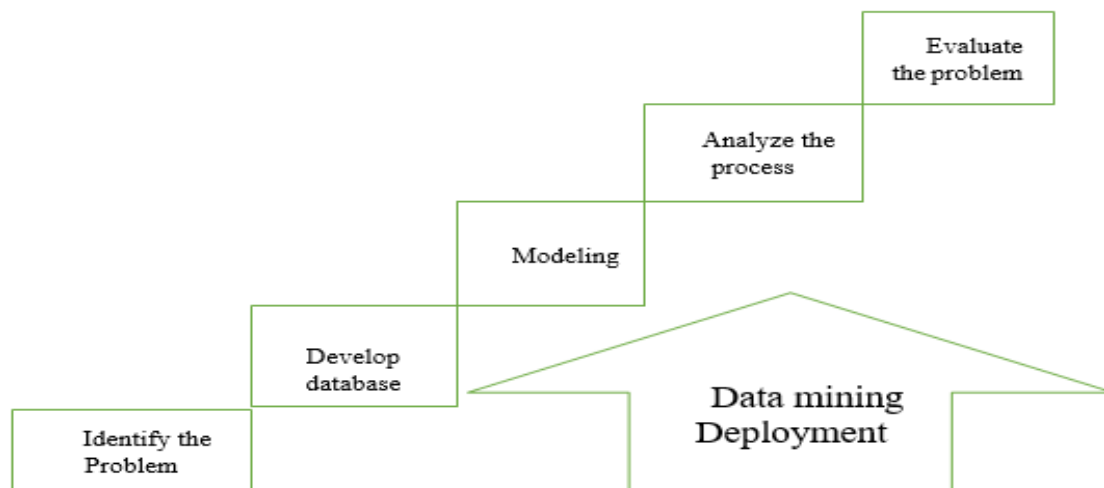 Identify the
Problem
Develop
database
Modeling
Analyze the
process
Evaluate
the problem
Data mining
Deployment